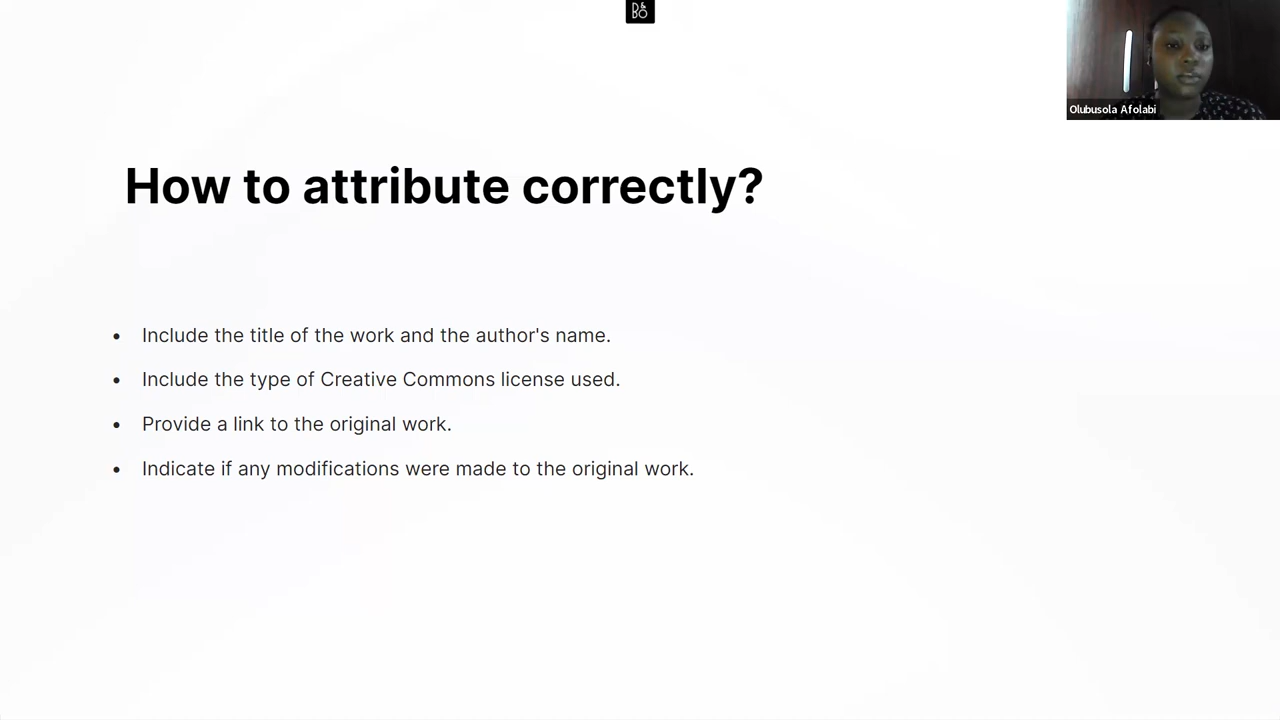 D&
BO
Olubusola Afolabi
How to attribute correctly?
• Include the title of the work and the author's name.
• Include the type of Creative Commons license used.
• Provide a link to the original work.
• Indicate if any modifications were made to the original work.